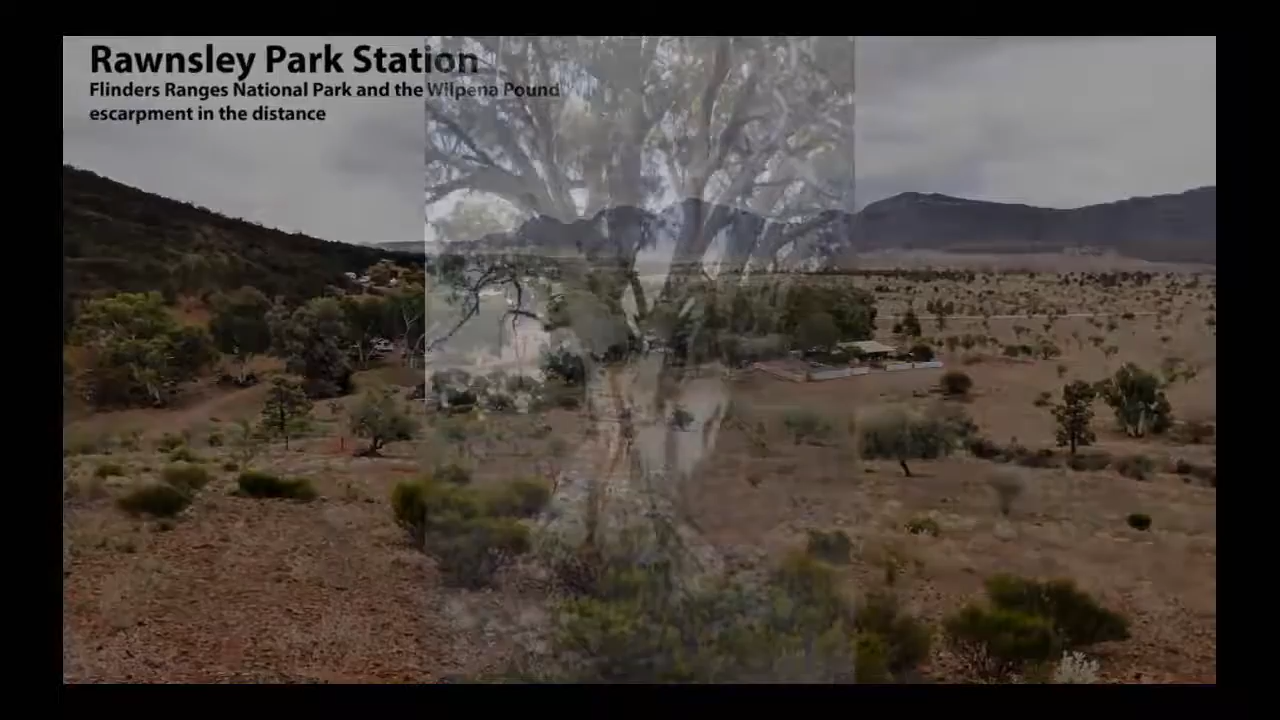 Rawnsley Park Station
Flinders Ranges National Park and the Wilpena Pound
escarpment in the distance